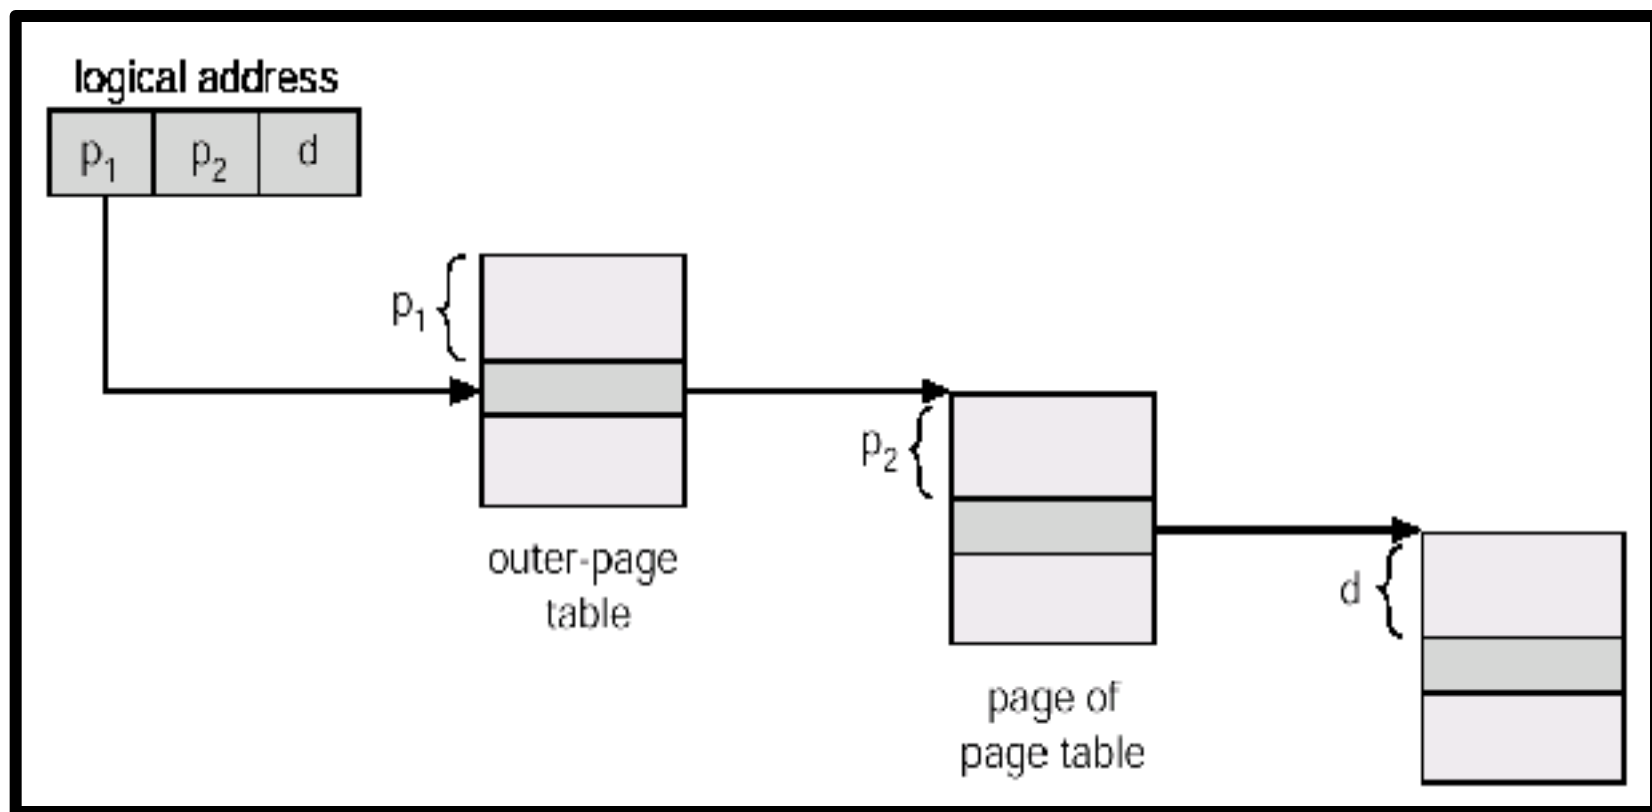 logical address
p1 p2 d
p1
outer-page
table
p2
page of
page table
d